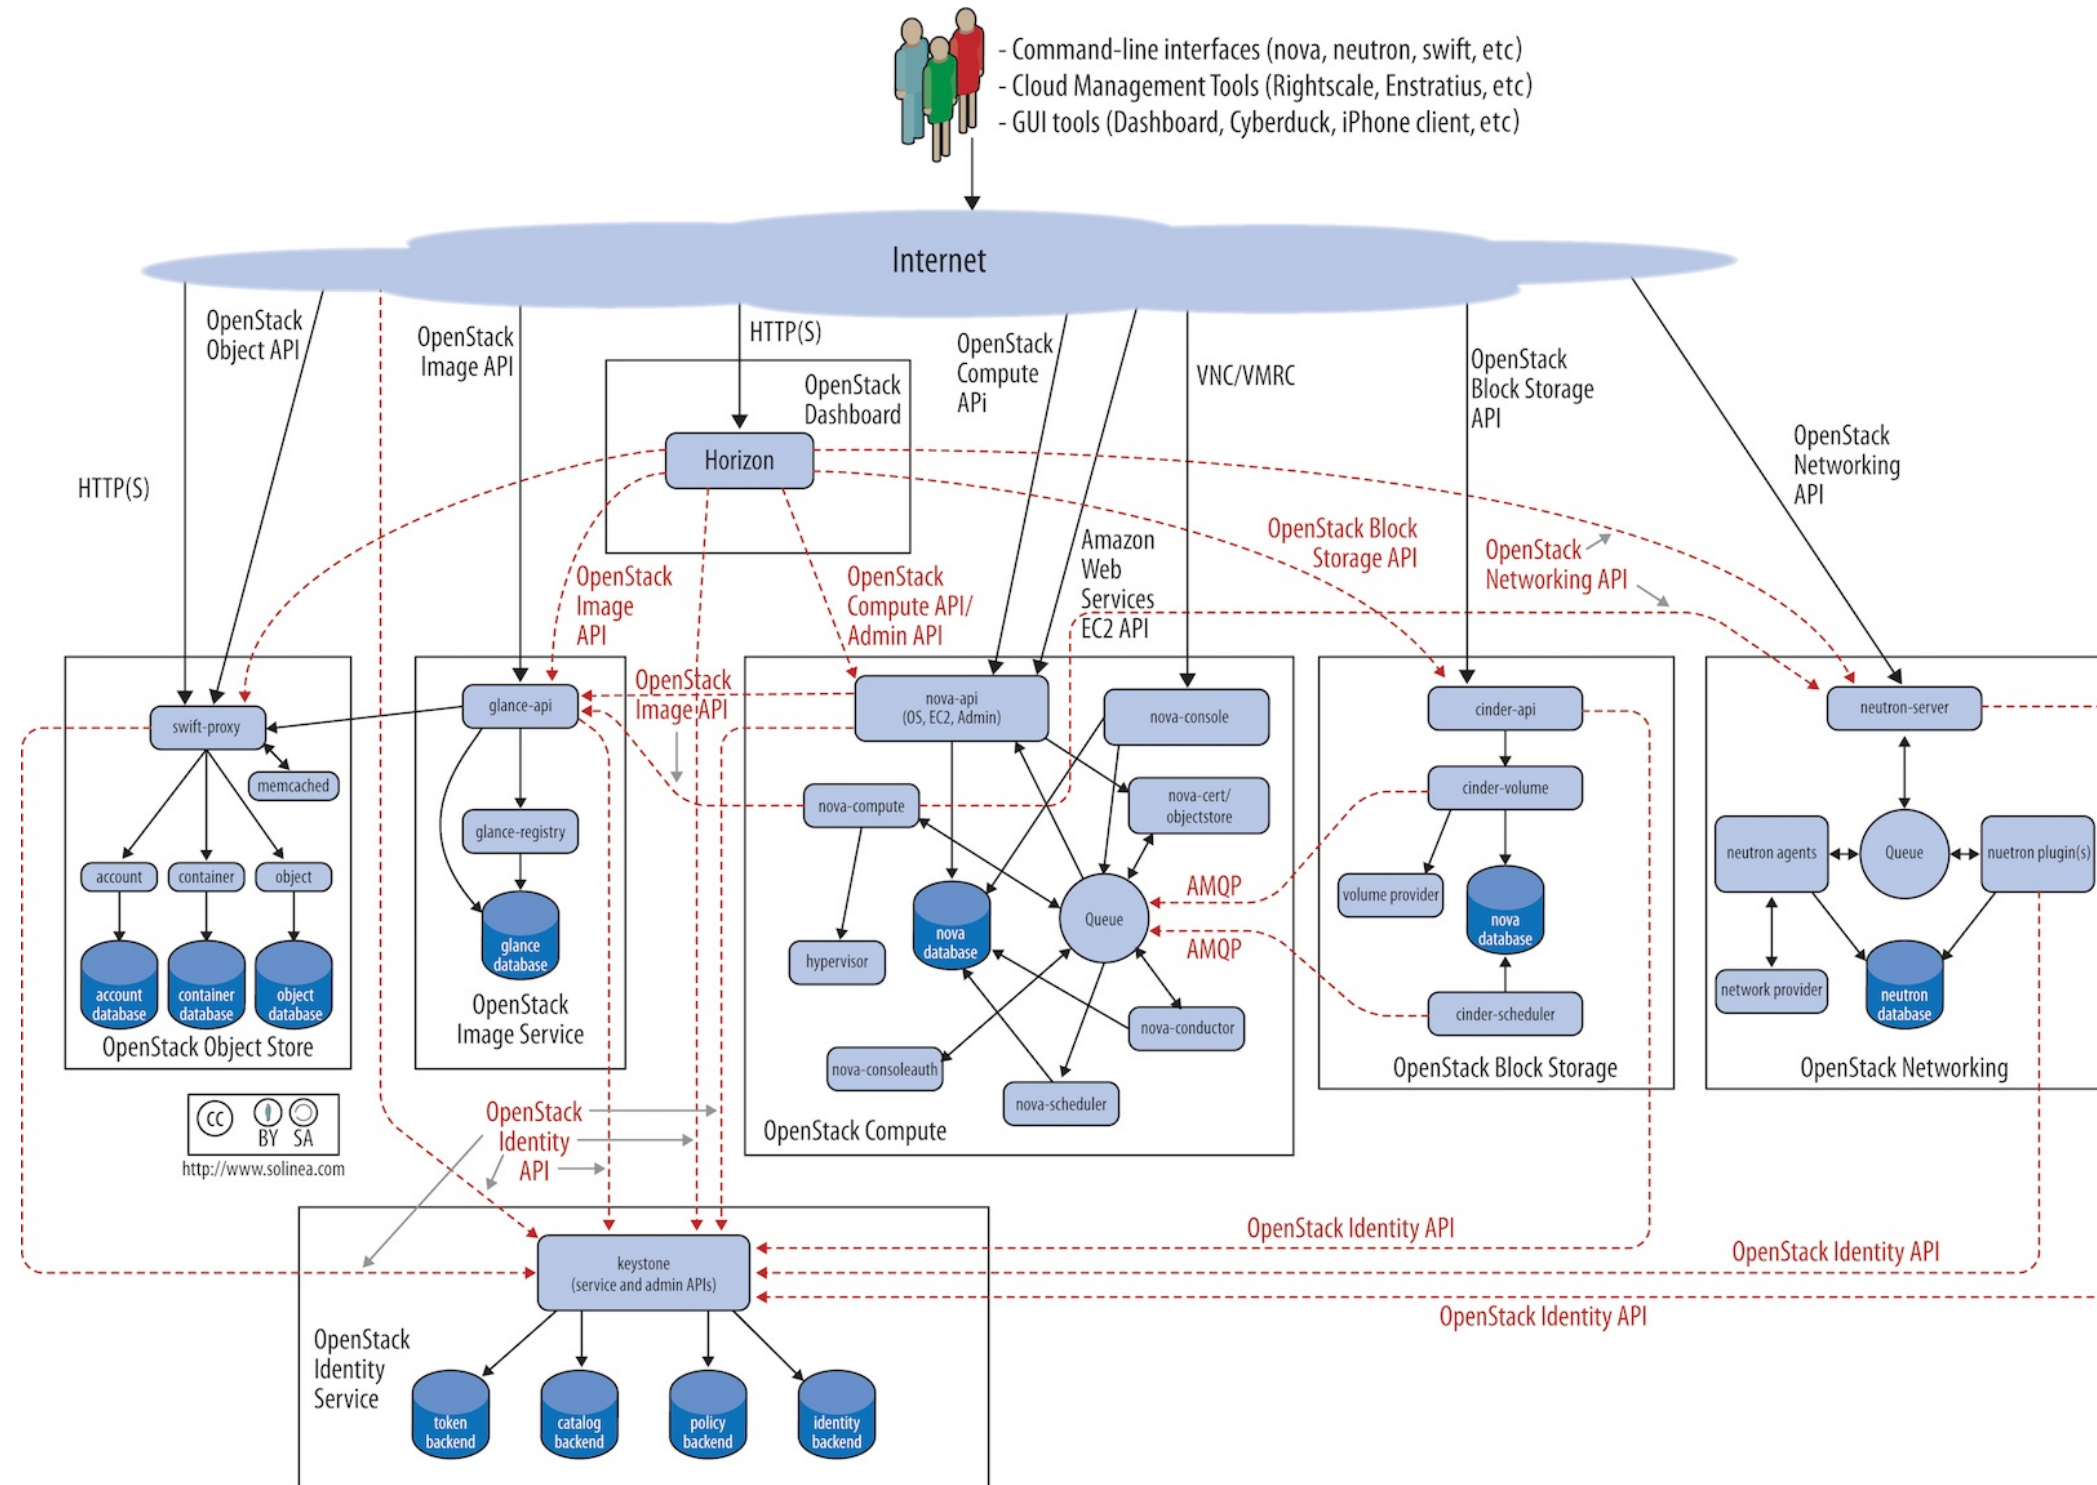 - Command-line interfaces (nova, neutron, swift, etc)
- Cloud Management Tools (Rightscale, Enstratius, etc)
- GUI tools (Dashboard, Cyberduck, iPhone client, etc)
Internet
OpenStack
Object API
OpenStack
Image API
HTTP(S)
OpenStack
Compute
APi
VNC/VMRC
OpenStack
Block Storage
API
OpenStack
Networking
API
HTTP(S)
OpenStack
Dashboard
Horizon
OpenStack
Image
API
OpenStack
Compute API/
Admin API
Amazon
Web
Services
EC2 API
OpenStack Block
Storage API
OpenStack
Networking API
swift-proxy
memcached
account
container
object
account
database
container
database
object
database
OpenStack Object Store
glance-api
glance-registry
glance
database
OpenStack
Image Service
OpenStack
Image API
nova-api
(OS, EC2, Admin)
nova-console
nova-compute
nova-cert/
objectstore
Queue
nova
database
hypervisor
nova-conductor
nova-consoleauth
nova-scheduler
OpenStack Compute
AMQP
AMQP
cinder-api
cinder-volume
volume provider
nova
database
cinder-scheduler
OpenStack Block Storage
neutron-server
neutron agents
Queue
nuetron plugin(s)
network provider
neutron
database
OpenStack Networking
cc
BY SA
http://www.solinea.com
OpenStack
Identity
API
OpenStack Identity API
OpenStack Identity API
OpenStack Identity API
keystone
(service and admin APIs)
OpenStack
Identity
Service
token
backend
catalog
backend
policy
backend
identity
backend